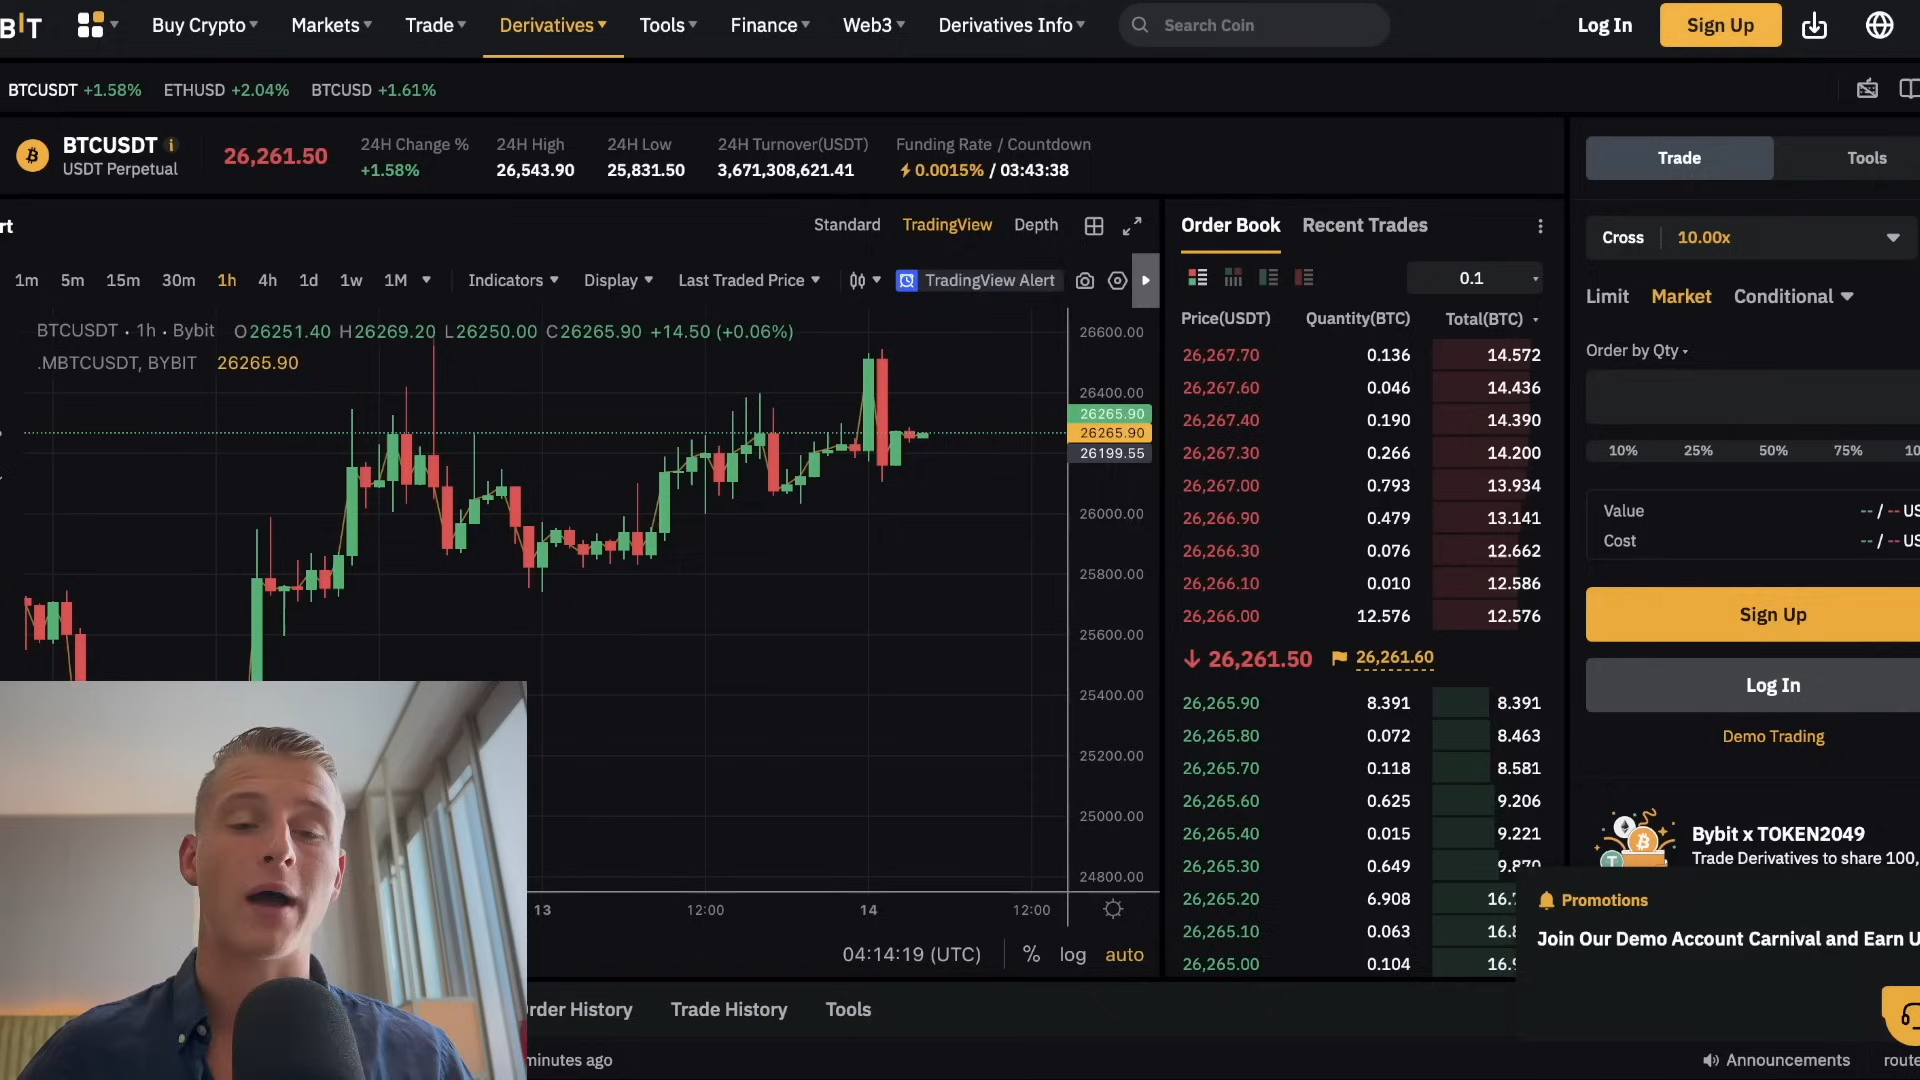 BIT Buy Crypto Markets Trade Derivatives Tools Finance Web3 Derivatives Info Search Coin Log In Sign Up
BTCUSDT +1.58% ETHUSD +2.04% BTCUSD +1.61%
BTCUSDT
USDT Perpetual
26,261.50
24H Change %
+1.58%
24H High
26,543.90
24H Low
25,831.50
24H Turnover(USDT)
3,671,308,621.41
Funding Rate / Countdown
0.0015% / 03:43:38
rt
Standard TradingView Depth
1m 5m 15m 30m 1h 4h 1d 1w 1M Indicators Display Last Traded Price TradingView Alert
BTCUSDT · 1h · Bybit O26251.40 H26269.20 L26250.00 C26265.90 +14.50 (+0.06%)
.MBTCUSDT, BYBIT 26265.90
26600.00
26400.00
26265.90
26265.90
26199.55
26000.00
25800.00
25600.00
25400.00
25200.00
25000.00
24800.00
13 12:00 14 12:00
04:14:19 (UTC) % log auto
Order Book Recent Trades
0.1
Price(USDT) Quantity(BTC) Total(BTC)
26,267.70 0.136 14.572
26,267.60 0.046 14.436
26,267.40 0.190 14.390
26,267.30 0.266 14.200
26,267.00 0.793 13.934
26,266.90 0.479 13.141
26,266.30 0.076 12.662
26,266.10 0.010 12.586
26,266.00 12.576 12.576
26,261.50 26,261.60
26,265.90 8.391 8.391
26,265.80 0.072 8.463
26,265.70 0.118 8.581
26,265.60 0.625 9.206
26,265.40 0.015 9.221
26,265.30 0.649 9.870
26,265.20 6.908 16.
26,265.10 0.063 16.
26,265.00 0.104 16.
Trade Tools
Cross 10.00x
Limit Market Conditional
Order by Qty
10% 25% 50% 75% 10
Value -- / -- US
Cost -- / -- US
Sign Up
Log In
Demo Trading
Bybit x TOKEN2049
Trade Derivatives to share 100,
Promotions
Join Our Demo Account Carnival and Earn U
rder History Trade History Tools
minutes ago
Announcements route